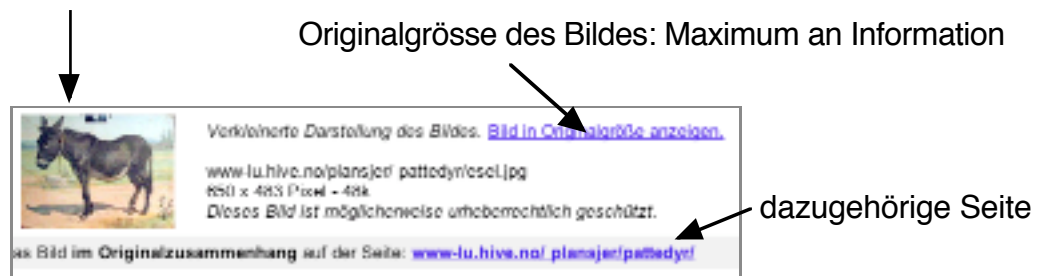 Originalgrösse des Bildes: Maximum an Information
Verkleinerte Darstellung des Bildes. Bild in Originalgröße anzeigen.
www-lu.hive.no/plansjer/ pattedyr/esel.jpg
650 x 483 Pixel - 48k
Dieses Bild ist möglicherweise urheberrechtlich geschützt.
dazugehörige Seite
as Bild im Originalzusammenhang auf der Seite: www-lu.hive.no/ plansjer/pattedyr/